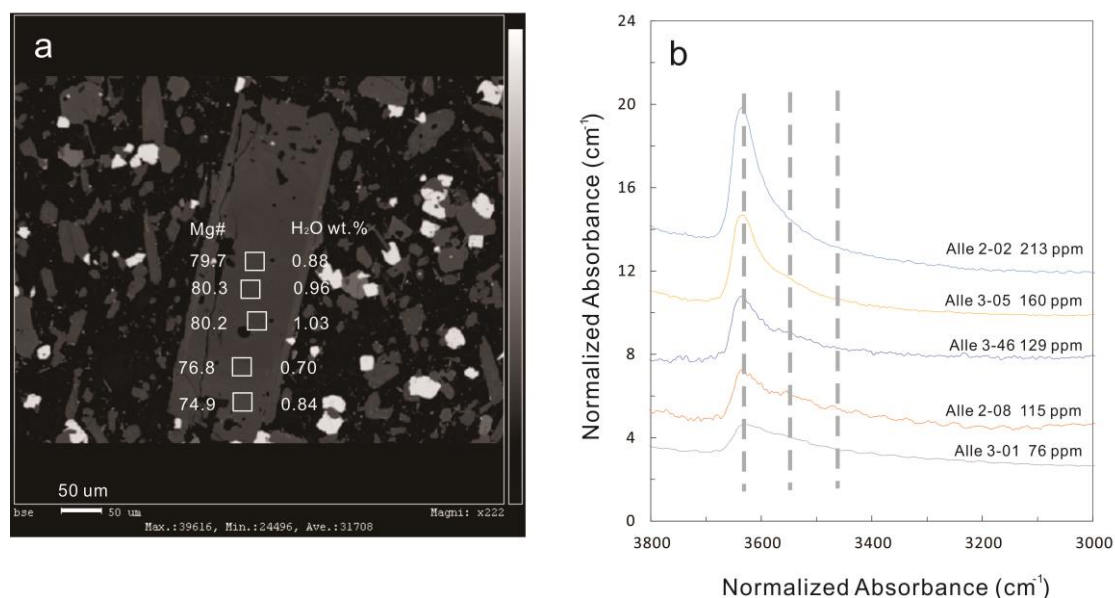 a
Mg# H₂O wt.%
79.7 0.88
80.3 0.96
80.2 1.03
76.8 0.70
74.9 0.84
50 um
bse 50 um Magni: x222
Max.:39616, Min.:24496, Ave.:31708
b
Normalized Absorbance (cm⁻¹)
24
20
16
12
8
4
0
Alle 2-02 213 ppm
Alle 3-05 160 ppm
Alle 3-46 129 ppm
Alle 2-08 115 ppm
Alle 3-01 76 ppm
3800 3600 3400 3200 3000
Normalized Absorbance (cm⁻¹)